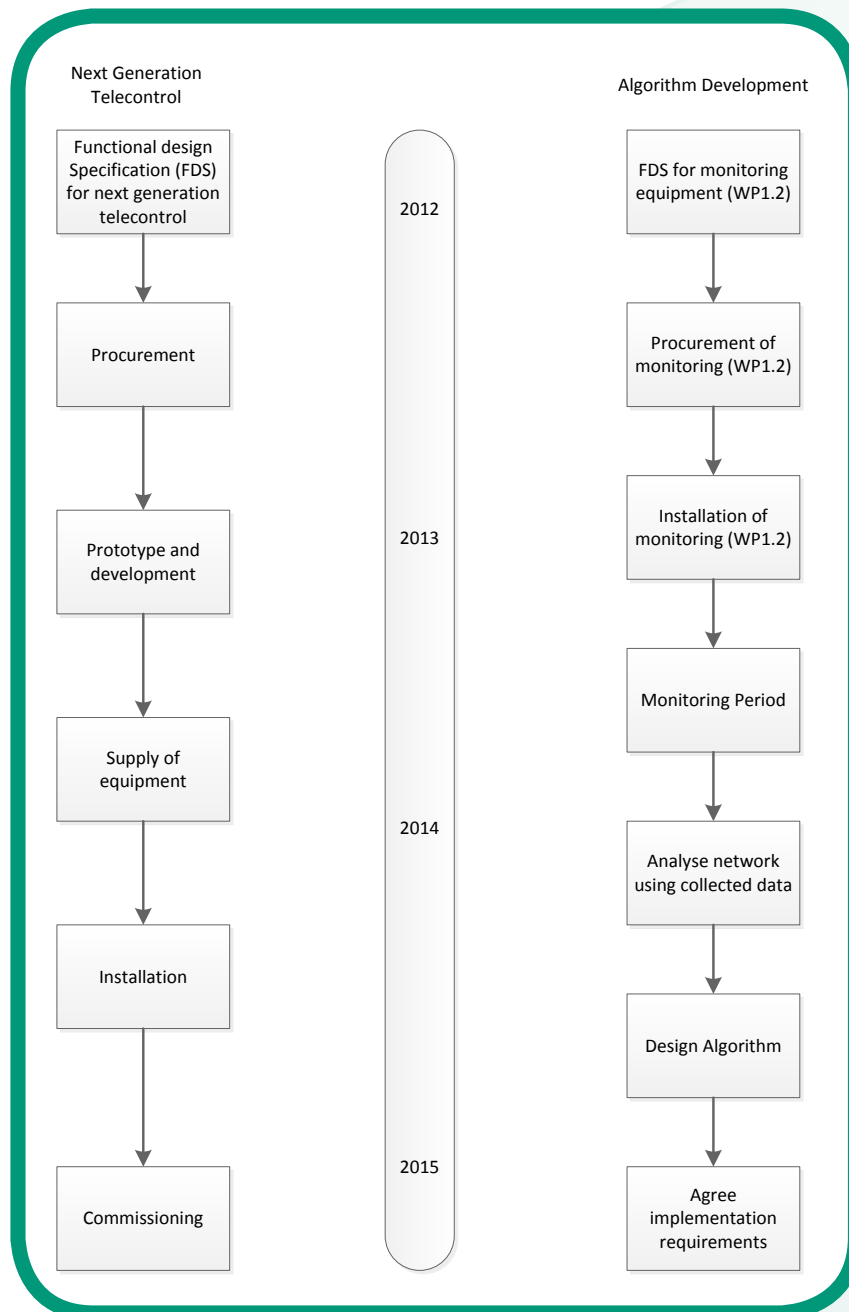 Next Generation
Telecontrol
Functional design
Specification (FDS)
for next generation
telecontrol
Procurement
Prototype and
development
Supply of
equipment
Installation
Commissioning
2012
2013
2014
2015
Algorithm Development
FDS for monitoring
equipment (WP1.2)
Procurement of
monitoring (WP1.2)
Installation of
monitoring (WP1.2)
Monitoring Period
Analyse network
using collected data
Design Algorithm
Agree
implementation
requirements